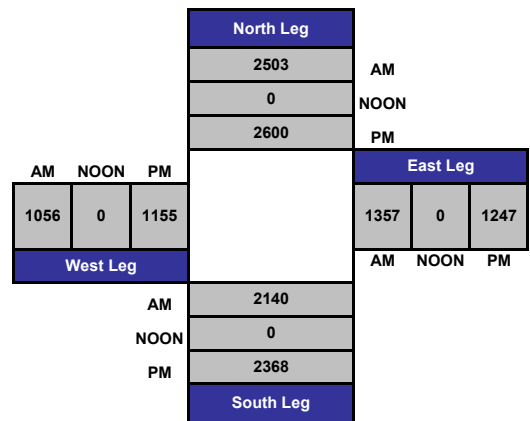 North Leg
2503 AM
0 NOON
2600 PM
AM NOON PM East Leg
1056 0 1155 1357 0 1247
West Leg AM NOON PM
AM 2140
NOON 0
PM 2368
South Leg